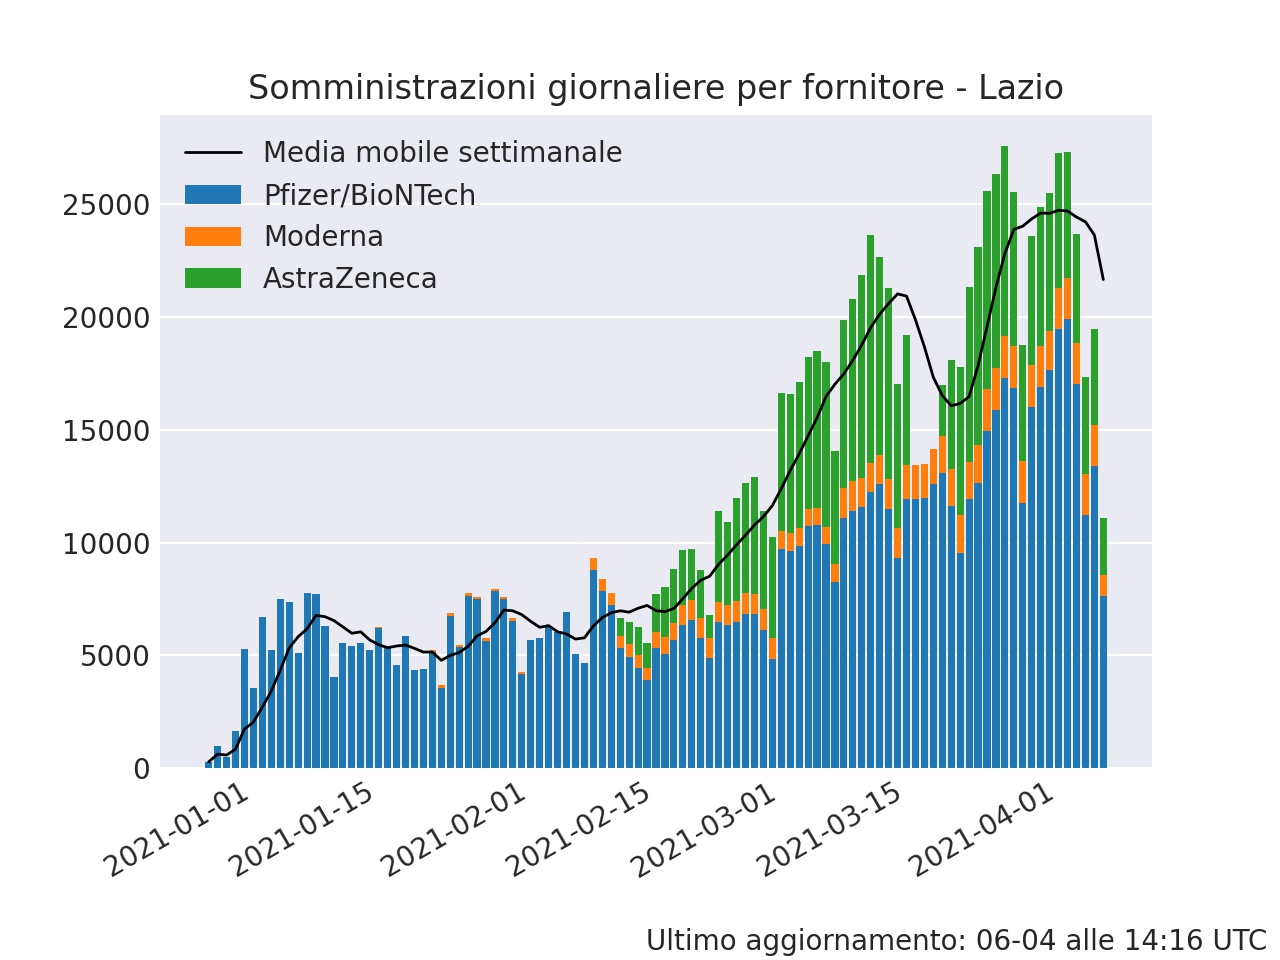 Somministrazioni giornaliere per fornitore - Lazio
Media mobile settimanale
Pfizer/BioNTech
Moderna
AstraZeneca
25000
20000
15000
10000
5000
0
2021-01-01
2021-01-15
2021-02-01
2021-02-15
2021-03-01
2021-03-15
2021-04-01
Ultimo aggiornamento: 06-04 alle 14:16 UTC